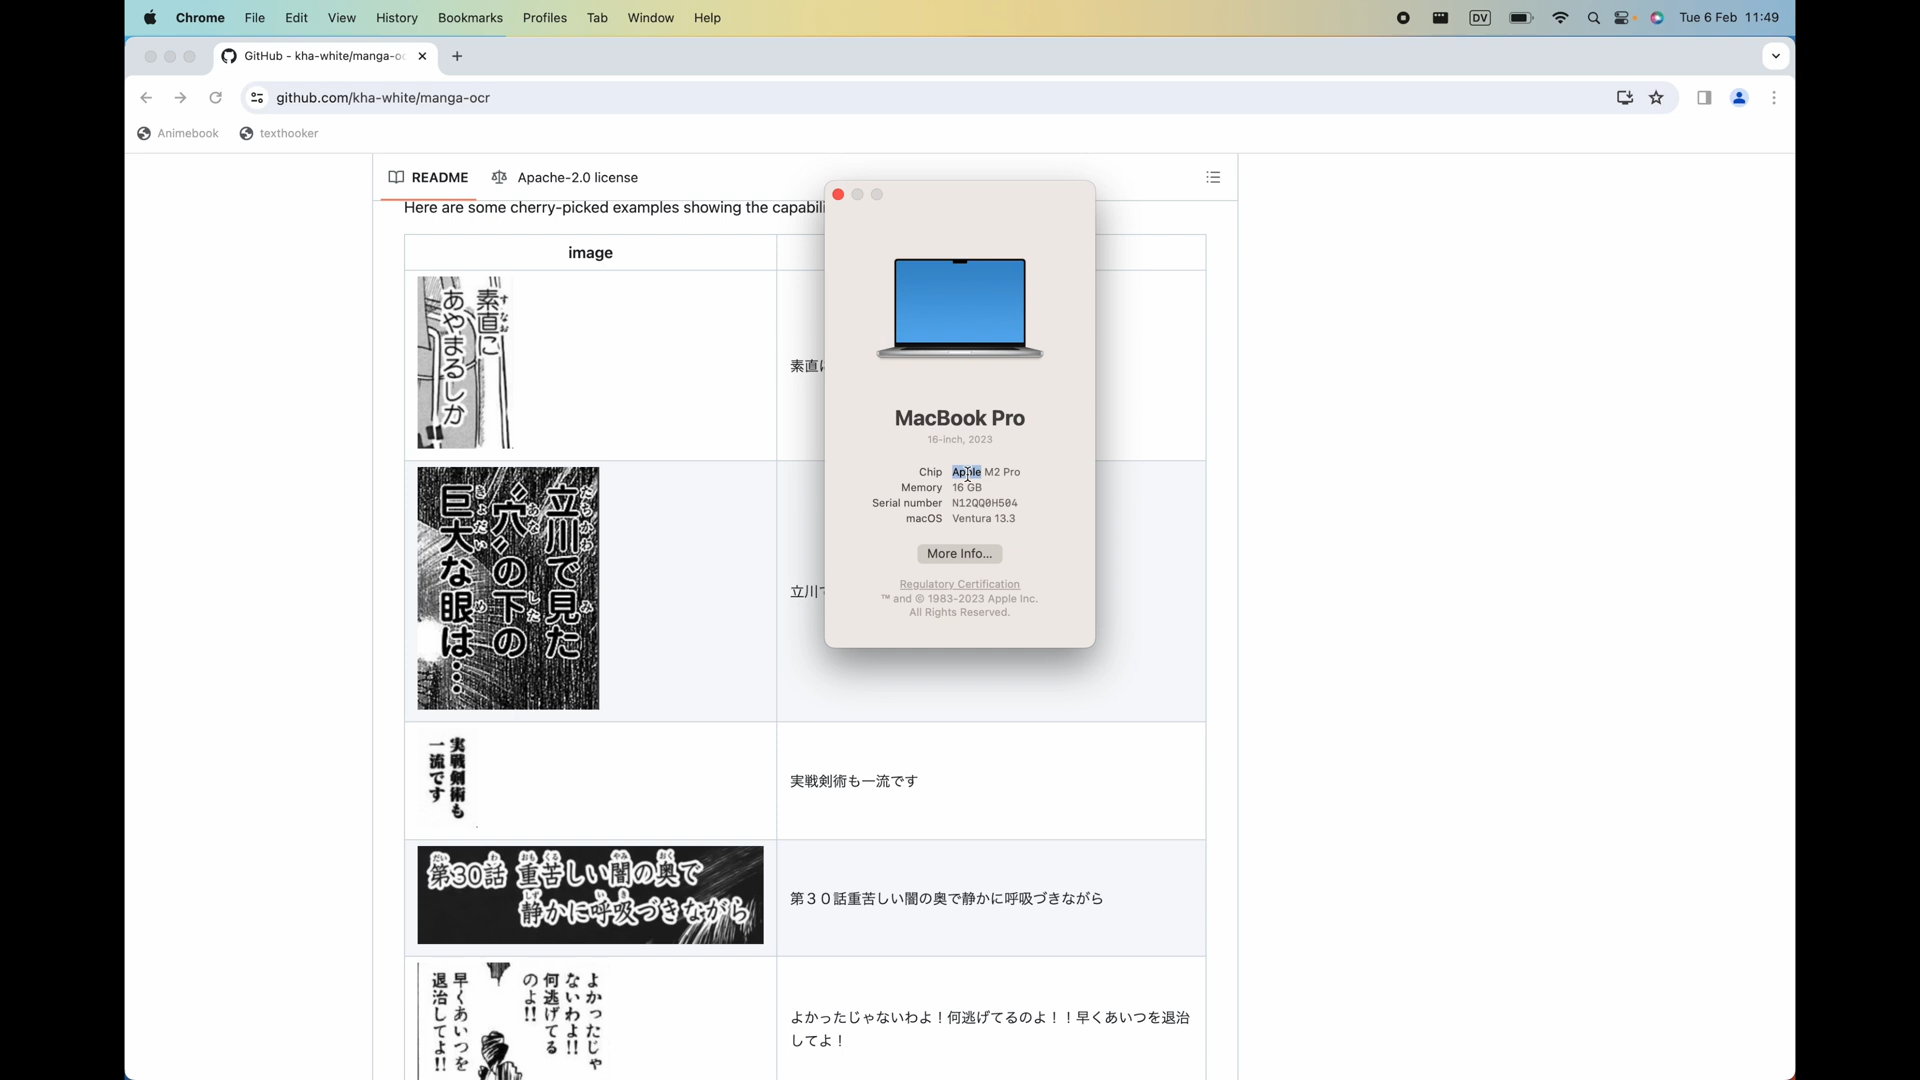 Chrome File Edit View History Bookmarks Profiles Tab Window Help DV Tue 6 Feb 11:49
GitHub - kha-white/manga-oc
github.com/kha-white/manga-ocr
Animebook texthooker
README Apache-2.0 license
Here are some cherry-picked examples showing the capabili
image
素直に
あやまるしか
素直に
立川で見た
〝穴〟の下の
巨大な眼は…
立川で
実戦剣術も
一流です
実戦剣術も一流です
第30話 重苦しい闇の奥で
静かに呼吸づきながら
第３０話重苦しい闇の奥で静かに呼吸づきながら
よかったじゃ
ないわよ!!
何逃げてる
のよ!!
早くあいつを
退治してよ!!
よかったじゃないわよ！何逃げてるのよ！！早くあいつを退治
してよ！
MacBook Pro
16-inch, 2023
Chip Apple M2 Pro
Memory 16 GB
Serial number N12QQ0H504
macOS Ventura 13.3
More Info...
Regulatory Certification
™ and © 1983-2023 Apple Inc.
All Rights Reserved.